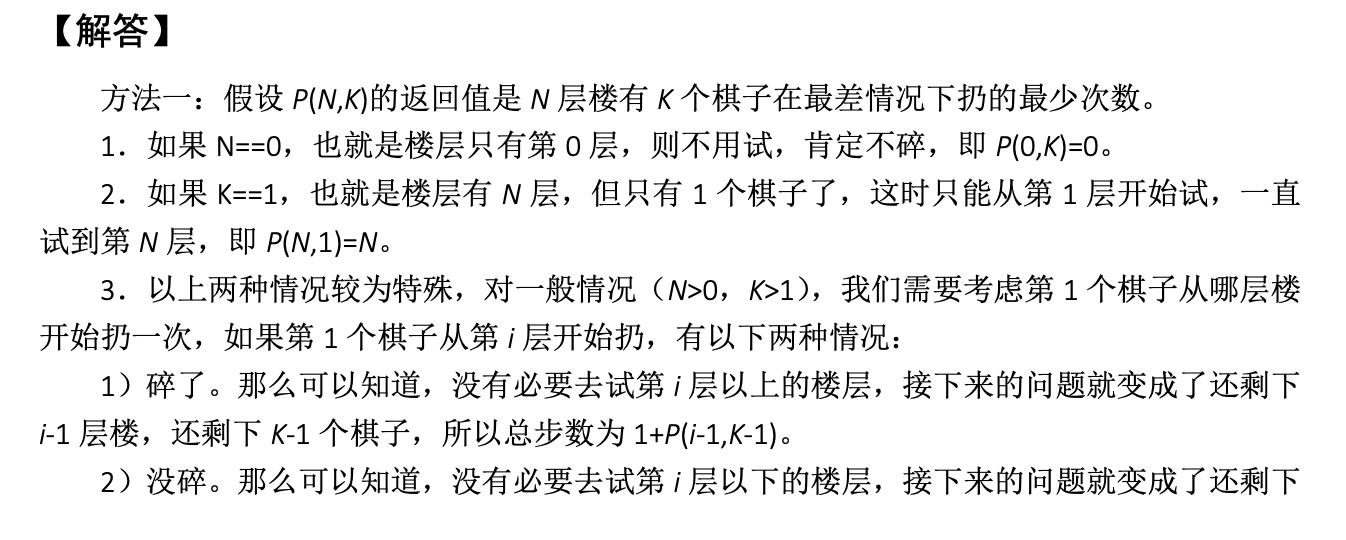 【解答】
方法一：假设 P(N,K)的返回值是 N 层楼有 K 个棋子在最差情况下扔的最少次数。
1．如果 N==0，也就是楼层只有第 0 层，则不用试，肯定不碎，即 P(0,K)=0。
2．如果 K==1，也就是楼层有 N 层，但只有 1 个棋子了，这时只能从第 1 层开始试，一直
试到第 N 层，即 P(N,1)=N。
3．以上两种情况较为特殊，对一般情况（N>0，K>1），我们需要考虑第 1 个棋子从哪层楼
开始扔一次，如果第 1 个棋子从第 i 层开始扔，有以下两种情况：
1）碎了。那么可以知道，没有必要去试第 i 层以上的楼层，接下来的问题就变成了还剩下
i-1 层楼，还剩下 K-1 个棋子，所以总步数为 1+P(i-1,K-1)。
2）没碎。那么可以知道，没有必要去试第 i 层以下的楼层，接下来的问题就变成了还剩下